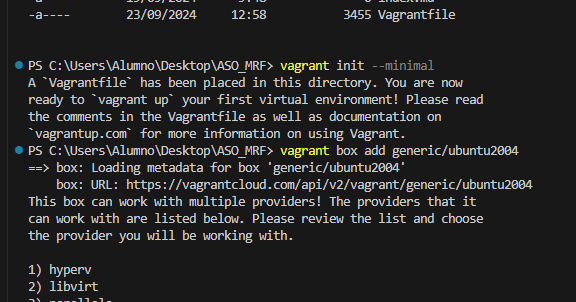 -a---- 23/09/2024 12:58 3455 Vagrantfile
PS C:\Users\Alumno\Desktop\ASO_MRF> vagrant init --minimal
A `Vagrantfile` has been placed in this directory. You are now
ready to `vagrant up` your first virtual environment! Please read
the comments in the Vagrantfile as well as documentation on
`vagrantup.com` for more information on using Vagrant.
PS C:\Users\Alumno\Desktop\ASO_MRF> vagrant box add generic/ubuntu2004
==> box: Loading metadata for box 'generic/ubuntu2004'
box: URL: https://vagrantcloud.com/api/v2/vagrant/generic/ubuntu2004
This box can work with multiple providers! The providers that it
can work with are listed below. Please review the list and choose
the provider you will be working with.
1) hyperv
2) libvirt